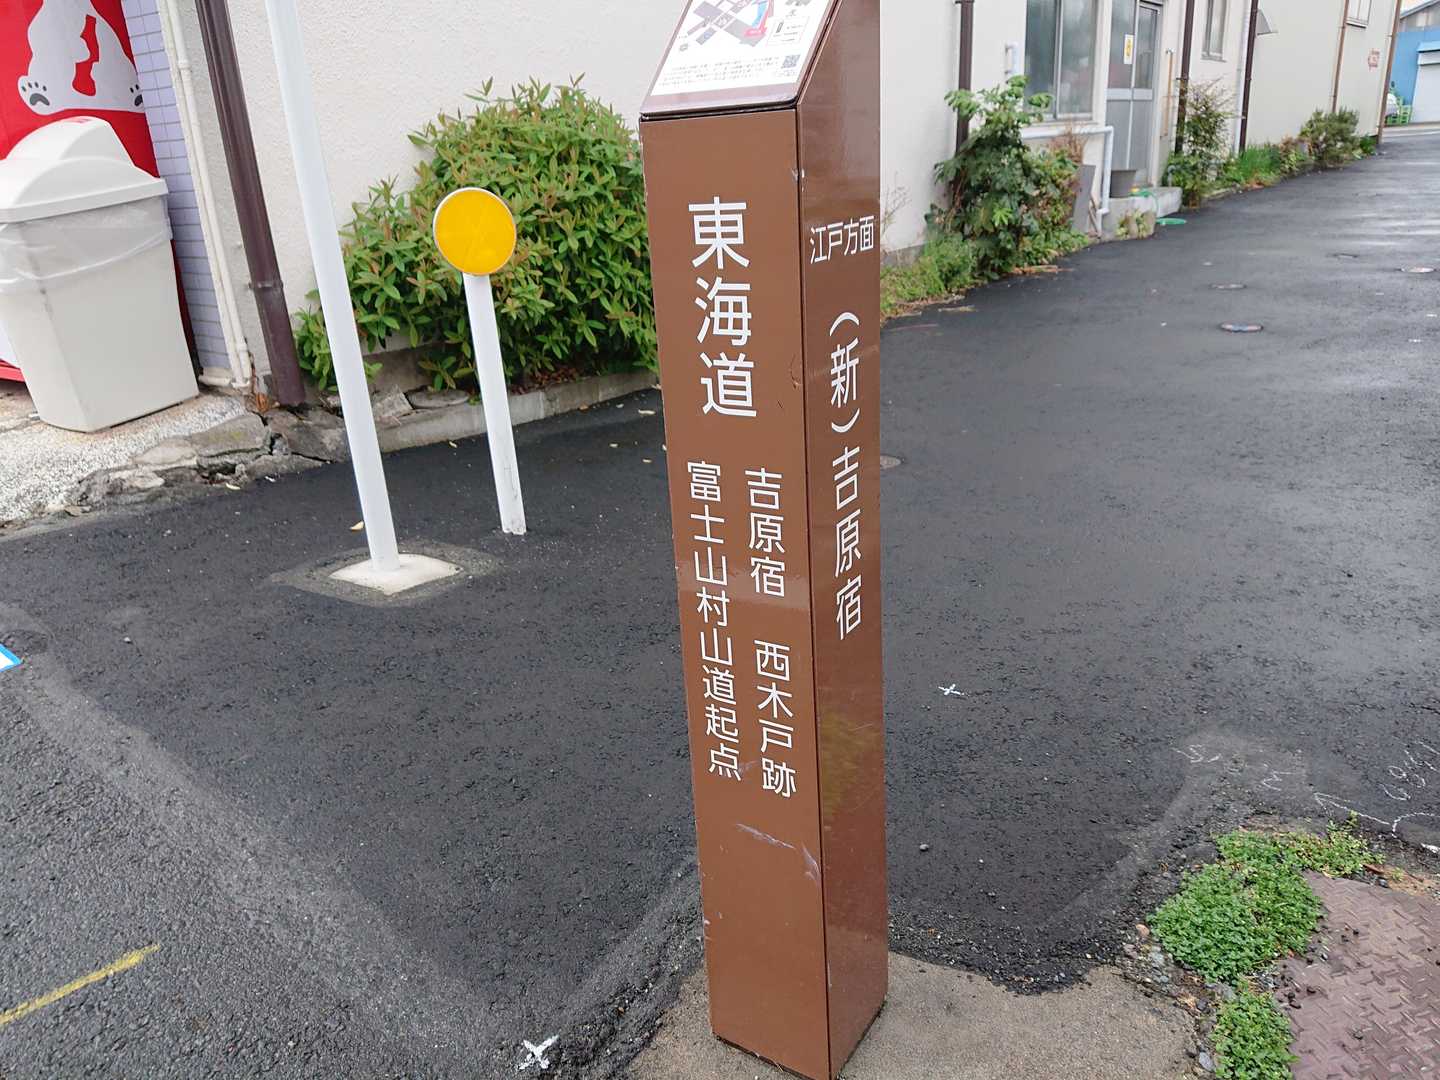 東海道
吉原宿 西木戸跡
富士山村山道起点
江戸方面
(新)吉原宿